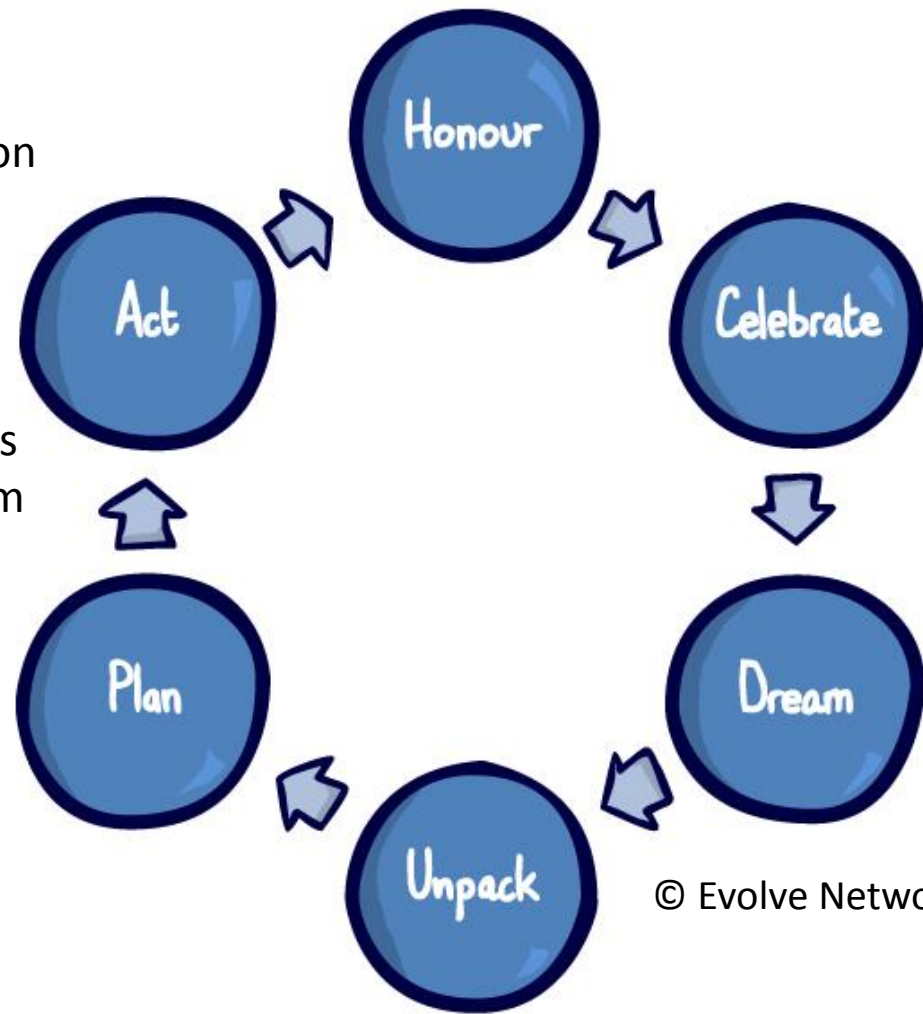 Honour
on
Act
Celebrate
s
m
Plan
Dream
Unpack
© Evolve Netwo